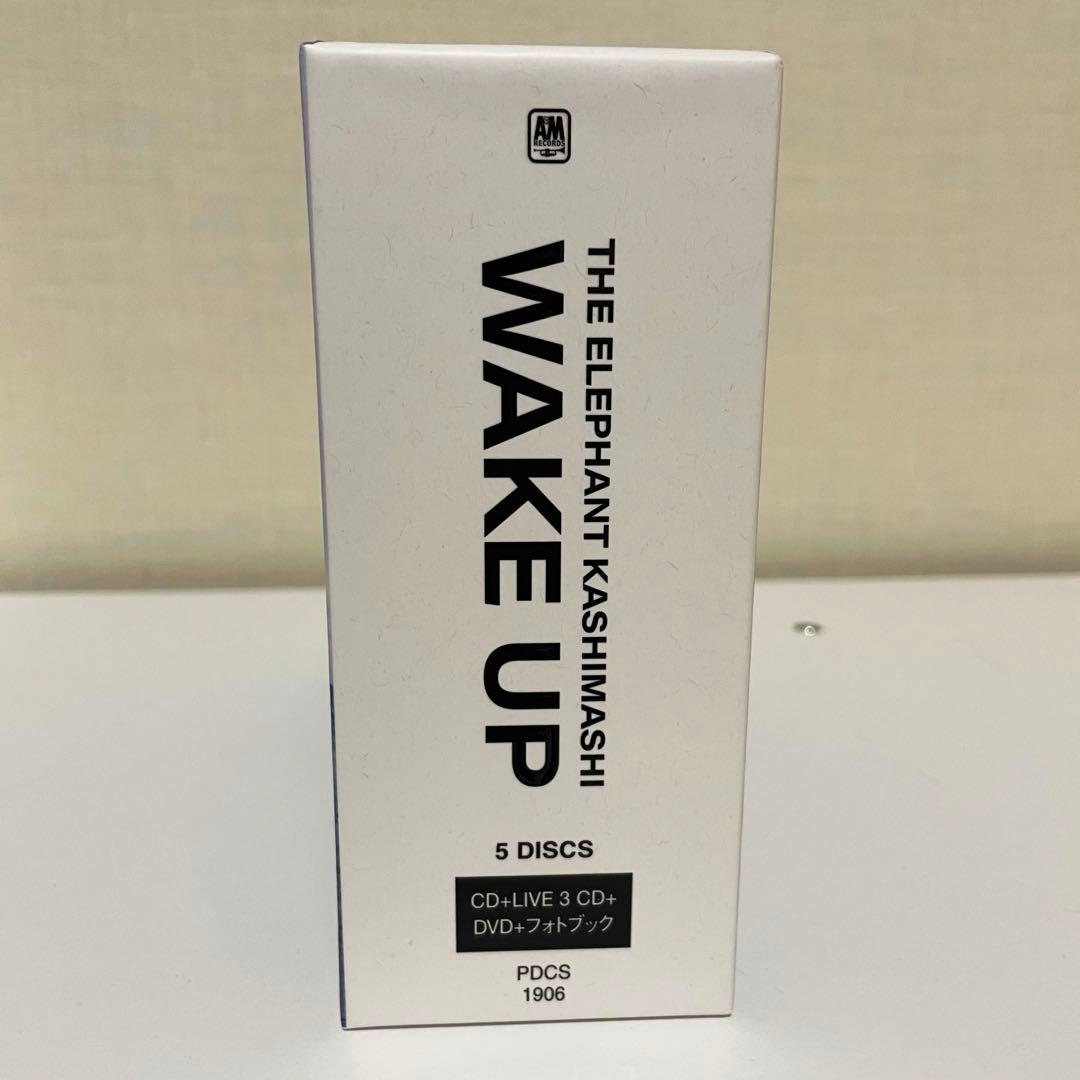 A&M
RECORDS
THE ELEPHANT KASHIMASHI
WAKE UP
5 DISCS
CD+LIVE 3 CD+
DVD+フォトブック
PDCS
1906